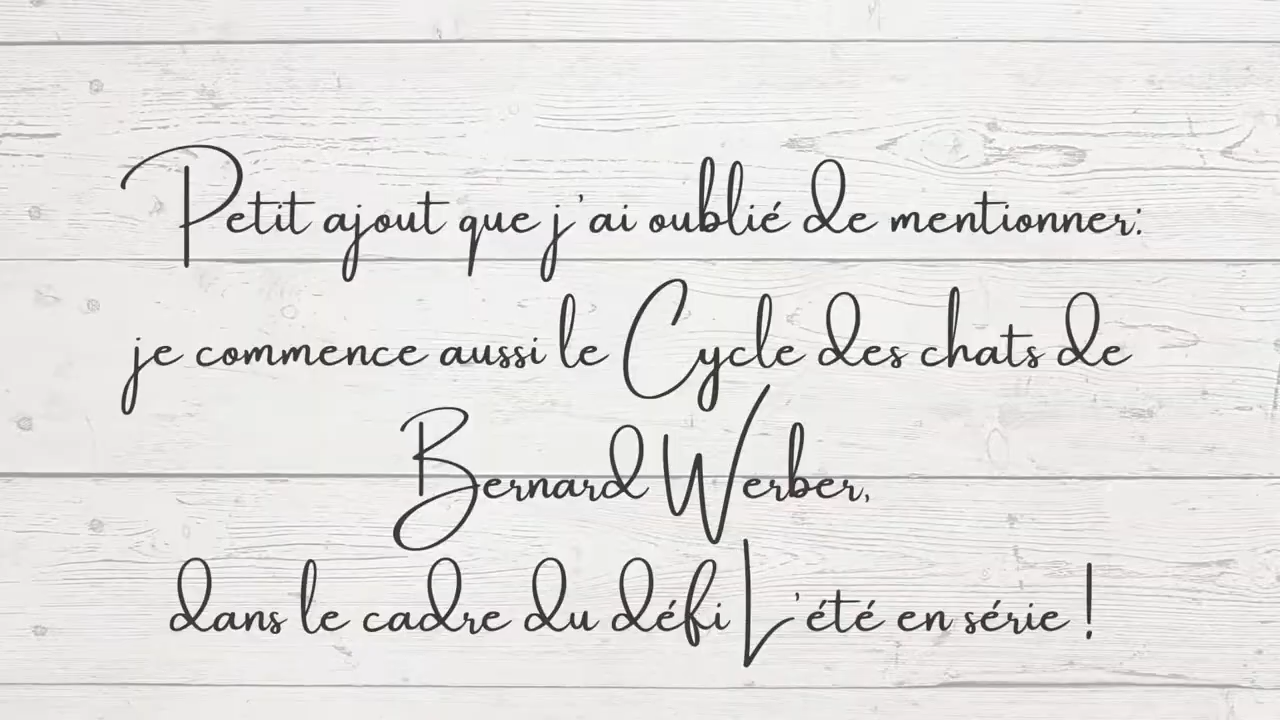 Petit ajout que j'ai oublié de mentionner:
je commence aussi le Cycle des chats de
Bernard Werber,
dans le cadre du défi L'été en série !